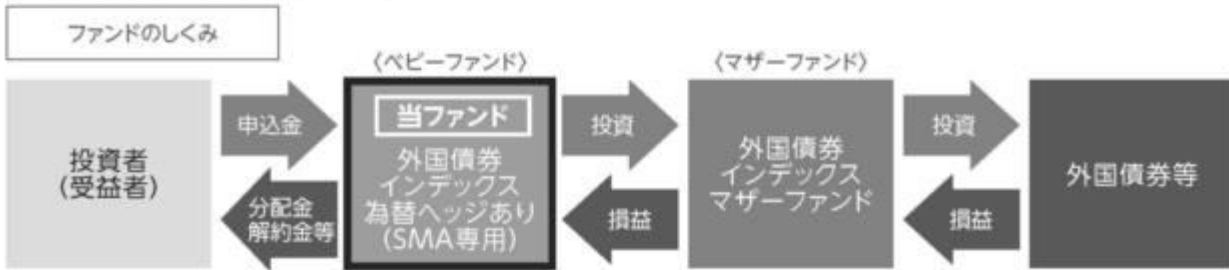 ファンドのしくみ
〈ベビーファンド〉
〈マザーファンド〉
投資者
(受益者)
申込金
分配金
解約金等
当ファンド
外国債券
インデックス
為替ヘッジあり
(SMA専用)
投資
損益
外国債券
インデックス
マザーファンド
投資
損益
外国債券等